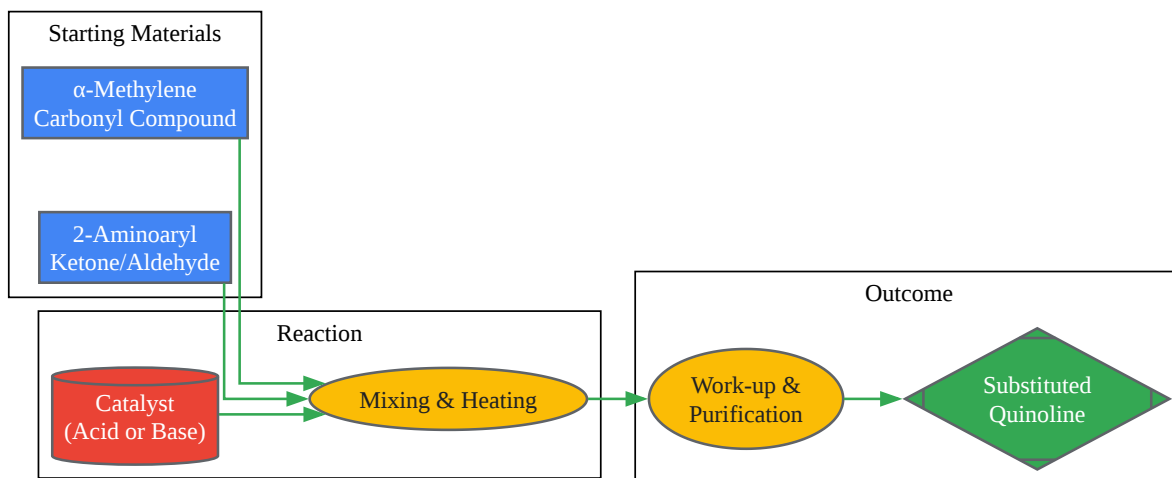 Starting Materials
α-Methylene
Carbonyl Compound
2-Aminoaryl
Ketone/Aldehyde
Reaction
Catalyst
(Acid or Base)
Mixing & Heating
Outcome
Work-up &
Purification
Substituted
Quinoline